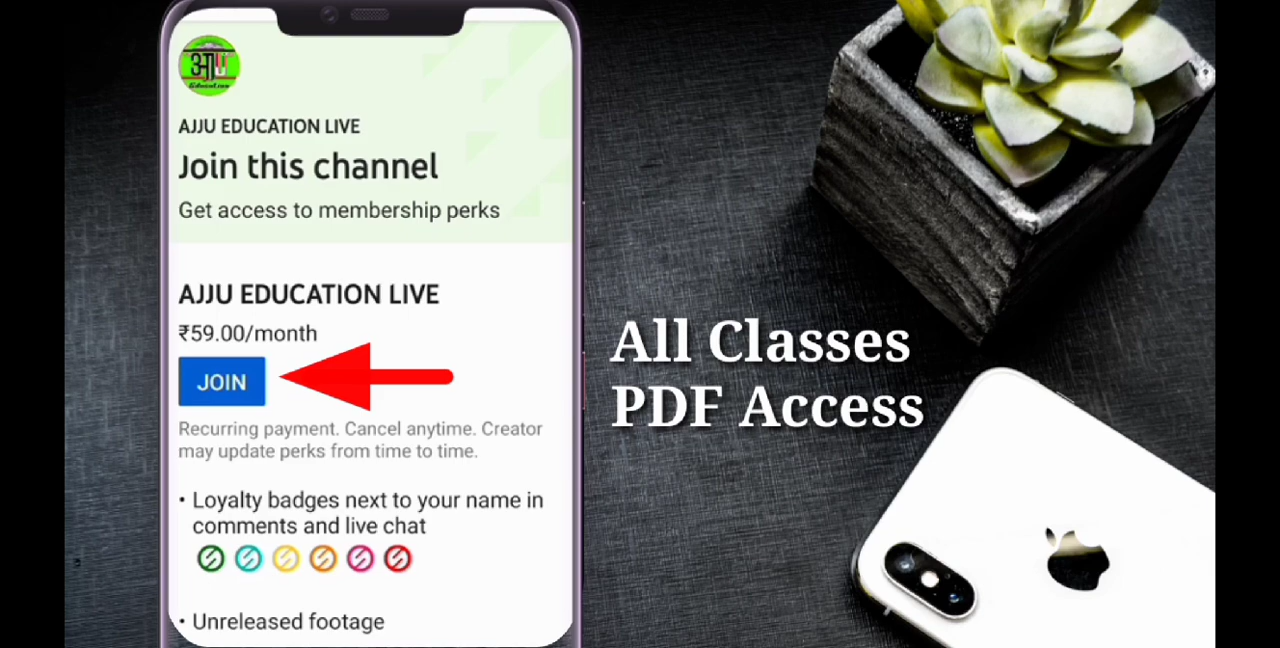 AJJU EDUCATION LIVE
Join this channel
Get access to membership perks
AJJU EDUCATION LIVE
₹59.00/month
JOIN
Recurring payment. Cancel anytime. Creator
may update perks from time to time.
• Loyalty badges next to your name in
comments and live chat
• Unreleased footage
All Classes
PDF Access